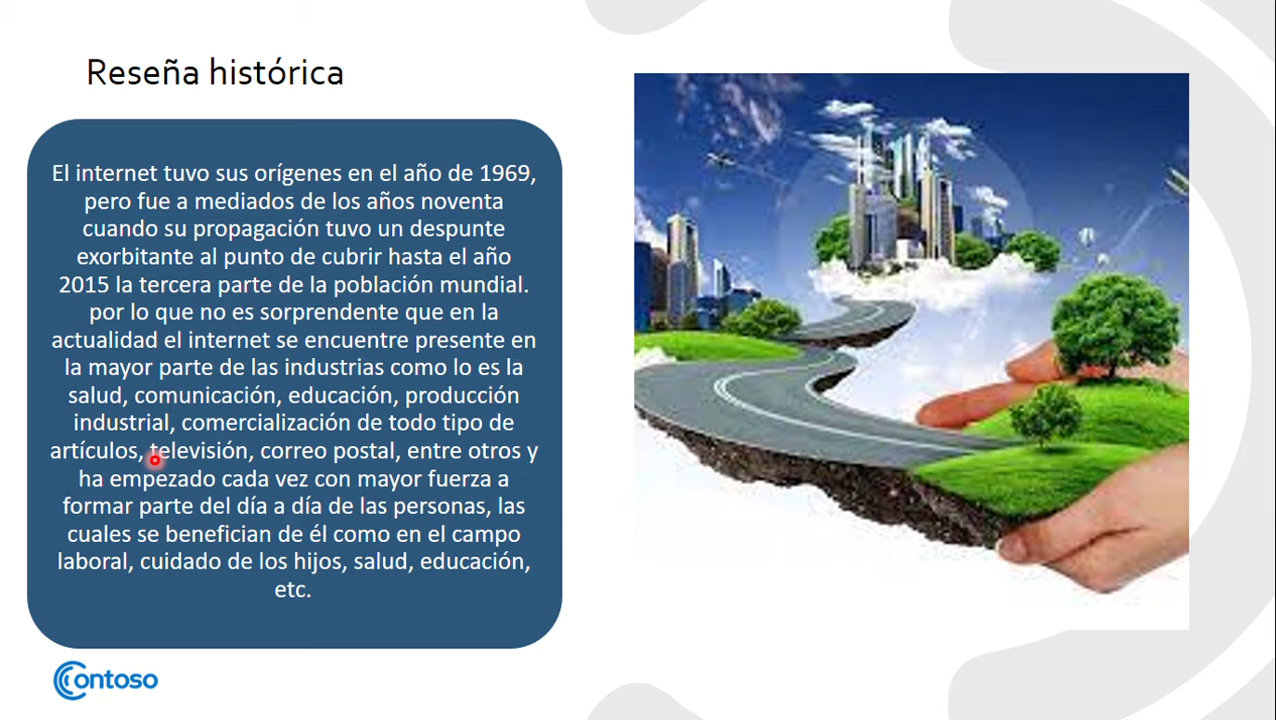 Reseña histórica
El internet tuvo sus orígenes en el año de 1969,
pero fue a mediados de los años noventa
cuando su propagación tuvo un despunte
exorbitante al punto de cubrir hasta el año
2015 la tercera parte de la población mundial.
por lo que no es sorprendente que en la
actualidad el internet se encuentre presente en
la mayor parte de las industrias como lo es la
salud, comunicación, educación, producción
industrial, comercialización de todo tipo de
artículos, televisión, correo postal, entre otros y
ha empezado cada vez con mayor fuerza a
formar parte del día a día de las personas, las
cuales se benefician de él como en el campo
laboral, cuidado de los hijos, salud, educación,
etc.
Contoso